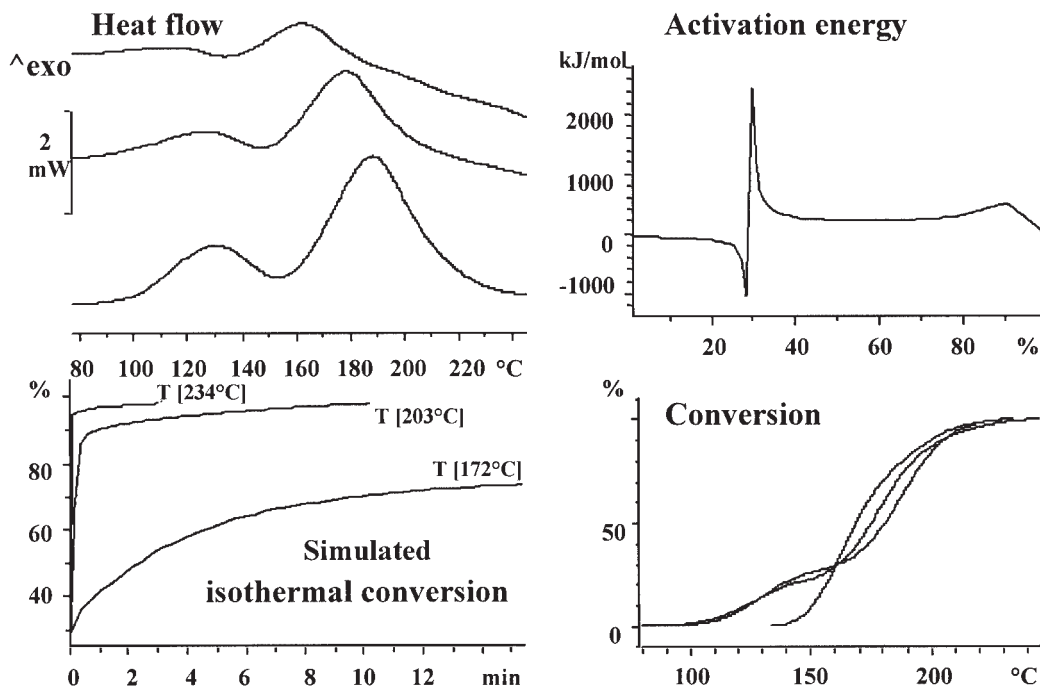 Heat flow
^exo
2
mW
80 100 120 140 160 180 200 220 °C
Activation energy
kJ/mol
2000
1000
0
-1000
20 40 60 80 %
%
80
60
40
T [234°C]
T [203°C]
T [172°C]
Simulated
isothermal conversion
0 2 4 6 8 10 12 min
%
Conversion
50
0
100 150 200 °C